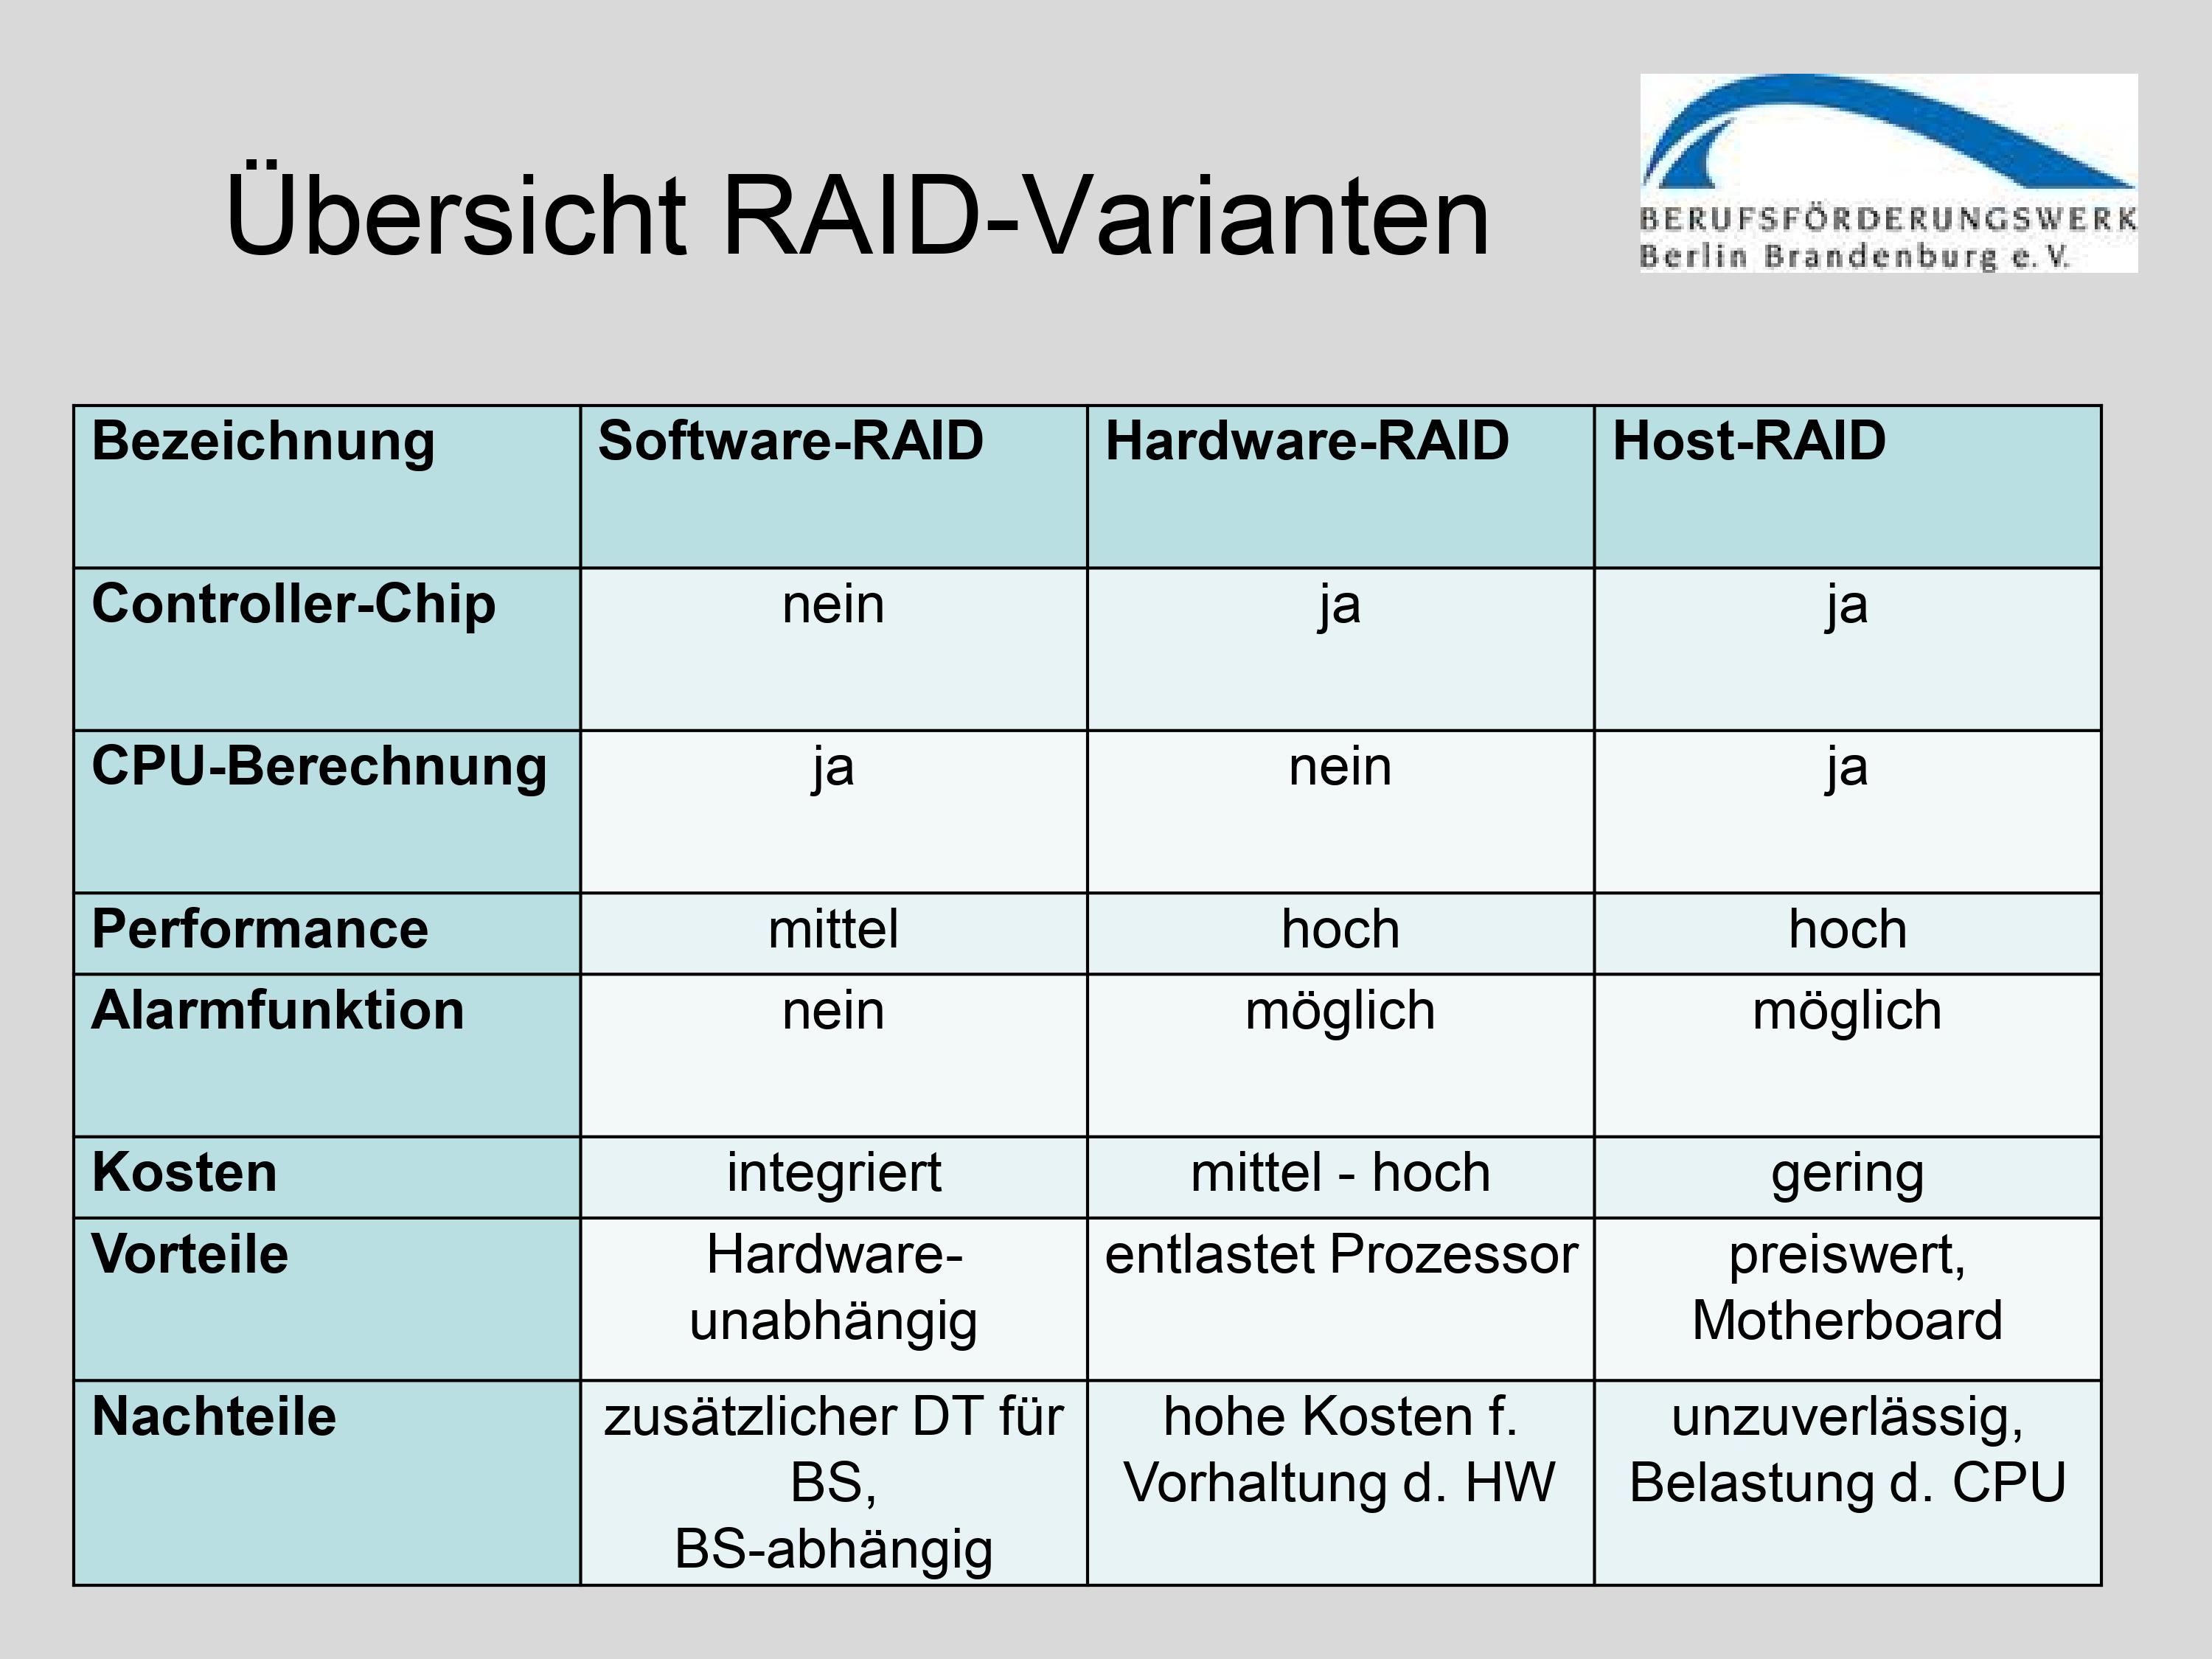 Übersicht RAID-Varianten
BERUFSFÖRDERUNGSWERK
Berlin Brandenburg e. V.
Bezeichnung Software-RAID Hardware-RAID Host-RAID
Controller-Chip nein ja ja
CPU-Berechnung ja nein ja
Performance mittel hoch hoch
Alarmfunktion nein möglich möglich
Kosten integriert mittel - hoch gering
Vorteile Hardware- entlastet Prozessor preiswert,
unabhängig Motherboard
Nachteile zusätzlicher DT für hohe Kosten f. unzuverlässig,
BS, Vorhaltung d. HW Belastung d. CPU
BS-abhängig